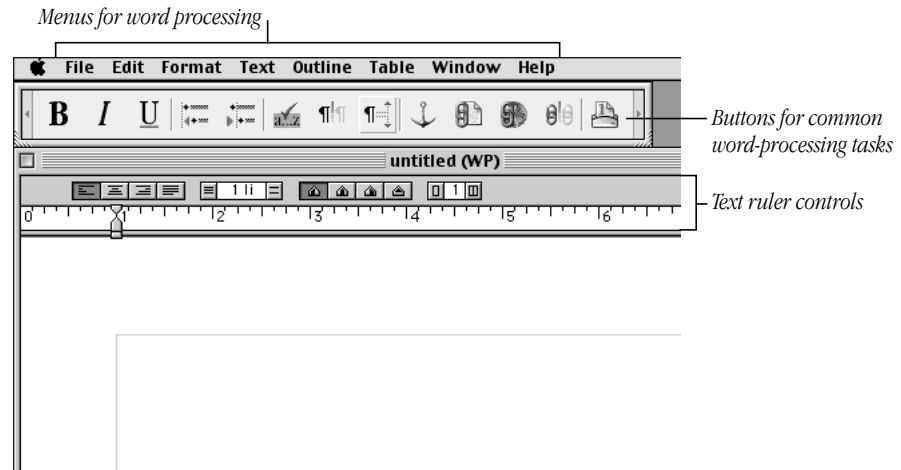 Menus for word processing
File Edit Format Text Outline Table Window Help
B I U
a..z
Buttons for common
word-processing tasks
untitled (WP)
1 li 1
Text ruler controls
0 1 2 3 4 5 6